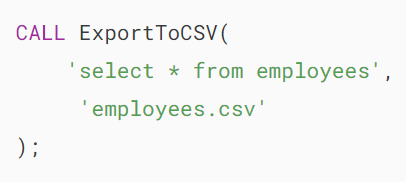 CALL ExportToCSV(
    'select * from employees',
     'employees.csv'
);